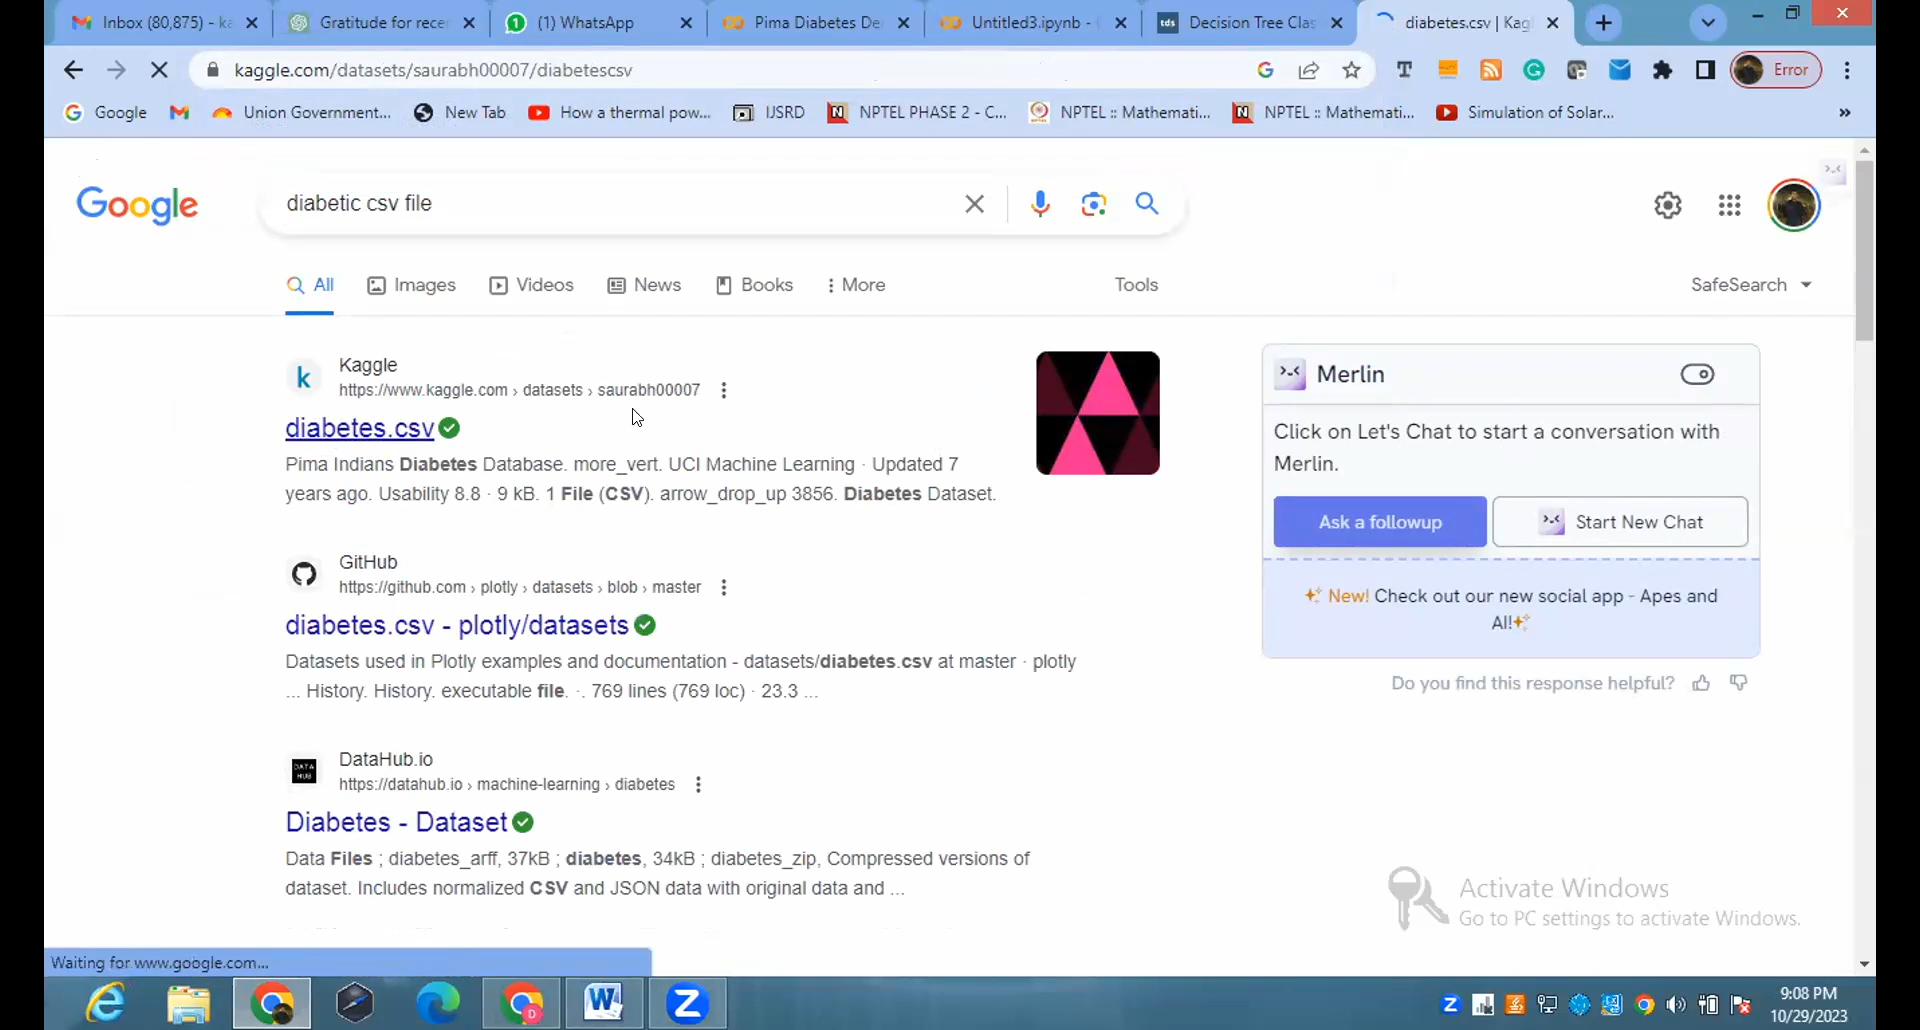 Inbox (80,875) - ka
Gratitude for rece
(1) WhatsApp
Pima Diabetes De
Untitled3.ipynb -
tds Decision Tree Clas
diabetes.csv | Kag
kaggle.com/datasets/saurabh00007/diabetescsv
Error
Google
Union Government...
New Tab
How a thermal pow...
IJSRD
NPTEL PHASE 2 - C...
NPTEL :: Mathemati...
NPTEL :: Mathemati...
Simulation of Solar...
»
Google
diabetic csv file
All
Images
Videos
News
Books
More
Tools
SafeSearch
Kaggle
https://www.kaggle.com › datasets › saurabh00007
diabetes.csv
Pima Indians Diabetes Database. more_vert. UCI Machine Learning · Updated 7
years ago. Usability 8.8 · 9 kB. 1 File (CSV). arrow_drop_up 3856. Diabetes Dataset.
GitHub
https://github.com › plotly › datasets › blob › master
diabetes.csv - plotly/datasets
Datasets used in Plotly examples and documentation - datasets/diabetes.csv at master · plotly
... History. History. executable file. ·. 769 lines (769 loc) · 23.3 ...
DataHub.io
DATA HUB
https://datahub.io › machine-learning › diabetes
Diabetes - Dataset
Data Files ; diabetes_arff, 37kB ; diabetes, 34kB ; diabetes_zip, Compressed versions of
dataset. Includes normalized CSV and JSON data with original data and ...
Merlin
Click on Let's Chat to start a conversation with
Merlin.
Ask a followup
Start New Chat
New! Check out our new social app - Apes and
AI!
Do you find this response helpful?
Activate Windows
Go to PC settings to activate Windows.
Waiting for www.google.com...
9:08 PM
10/29/2023